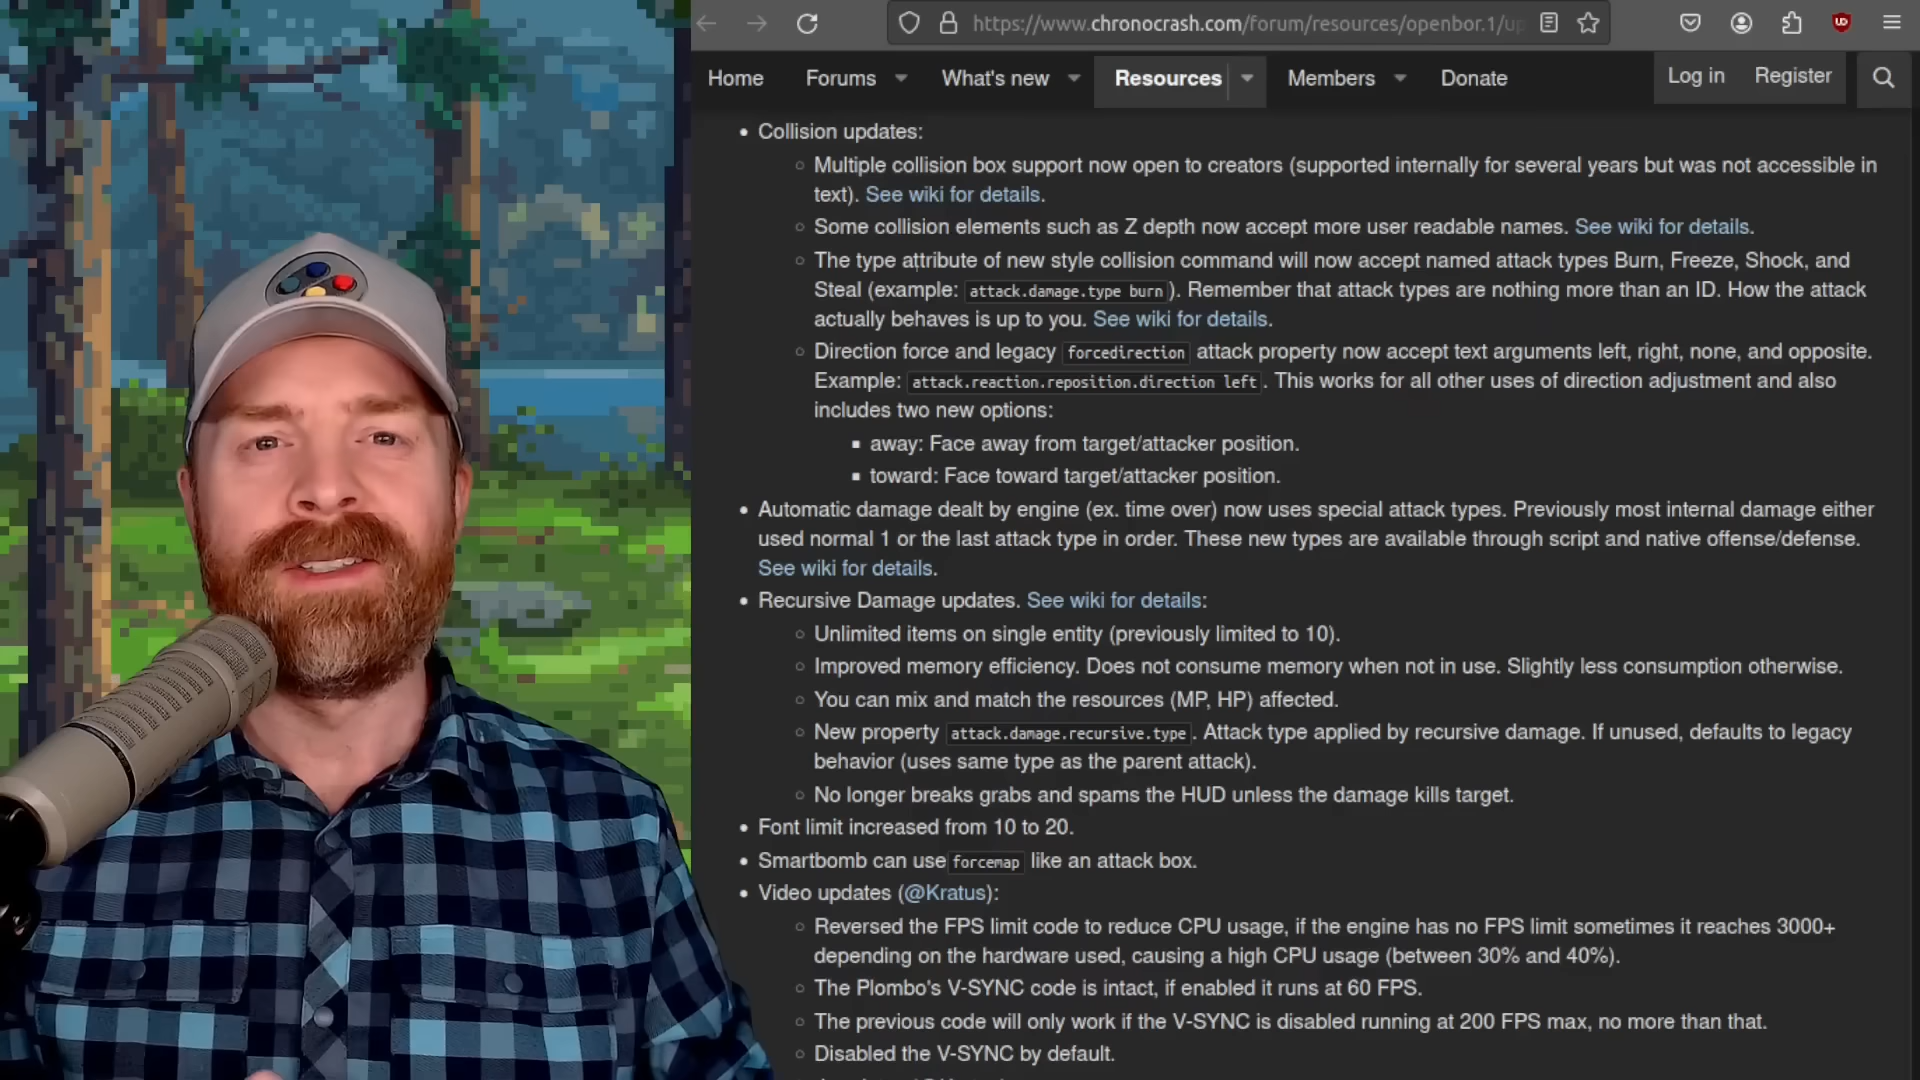 https://www.chronocrash.com/forum/resources/openbor.1/up
UD
Home Forums What's new Resources Members Donate Log in Register
• Collision updates:
Multiple collision box support now open to creators (supported internally for several years but was not accessible in
text). See wiki for details.
Some collision elements such as Z depth now accept more user readable names. See wiki for details.
The type attribute of new style collision command will now accept named attack types Burn, Freeze, Shock, and
Steal (example: attack.damage.type burn). Remember that attack types are nothing more than an ID. How the attack
actually behaves is up to you. See wiki for details.
Direction force and legacy forcedirection attack property now accept text arguments left, right, none, and opposite.
Example: attack.reaction.reposition.direction left. This works for all other uses of direction adjustment and also
includes two new options:
away: Face away from target/attacker position.
toward: Face toward target/attacker position.
• Automatic damage dealt by engine (ex. time over) now uses special attack types. Previously most internal damage either
used normal 1 or the last attack type in order. These new types are available through script and native offense/defense.
See wiki for details.
• Recursive Damage updates. See wiki for details:
Unlimited items on single entity (previously limited to 10).
Improved memory efficiency. Does not consume memory when not in use. Slightly less consumption otherwise.
You can mix and match the resources (MP, HP) affected.
New property attack.damage.recursive.type. Attack type applied by recursive damage. If unused, defaults to legacy
behavior (uses same type as the parent attack).
No longer breaks grabs and spams the HUD unless the damage kills target.
• Font limit increased from 10 to 20.
• Smartbomb can use forcemap like an attack box.
• Video updates (@Kratus):
Reversed the FPS limit code to reduce CPU usage, if the engine has no FPS limit sometimes it reaches 3000+
depending on the hardware used, causing a high CPU usage (between 30% and 40%).
The Plombo's V-SYNC code is intact, if enabled it runs at 60 FPS.
The previous code will only work if the V-SYNC is disabled running at 200 FPS max, no more than that.
Disabled the V-SYNC by default.